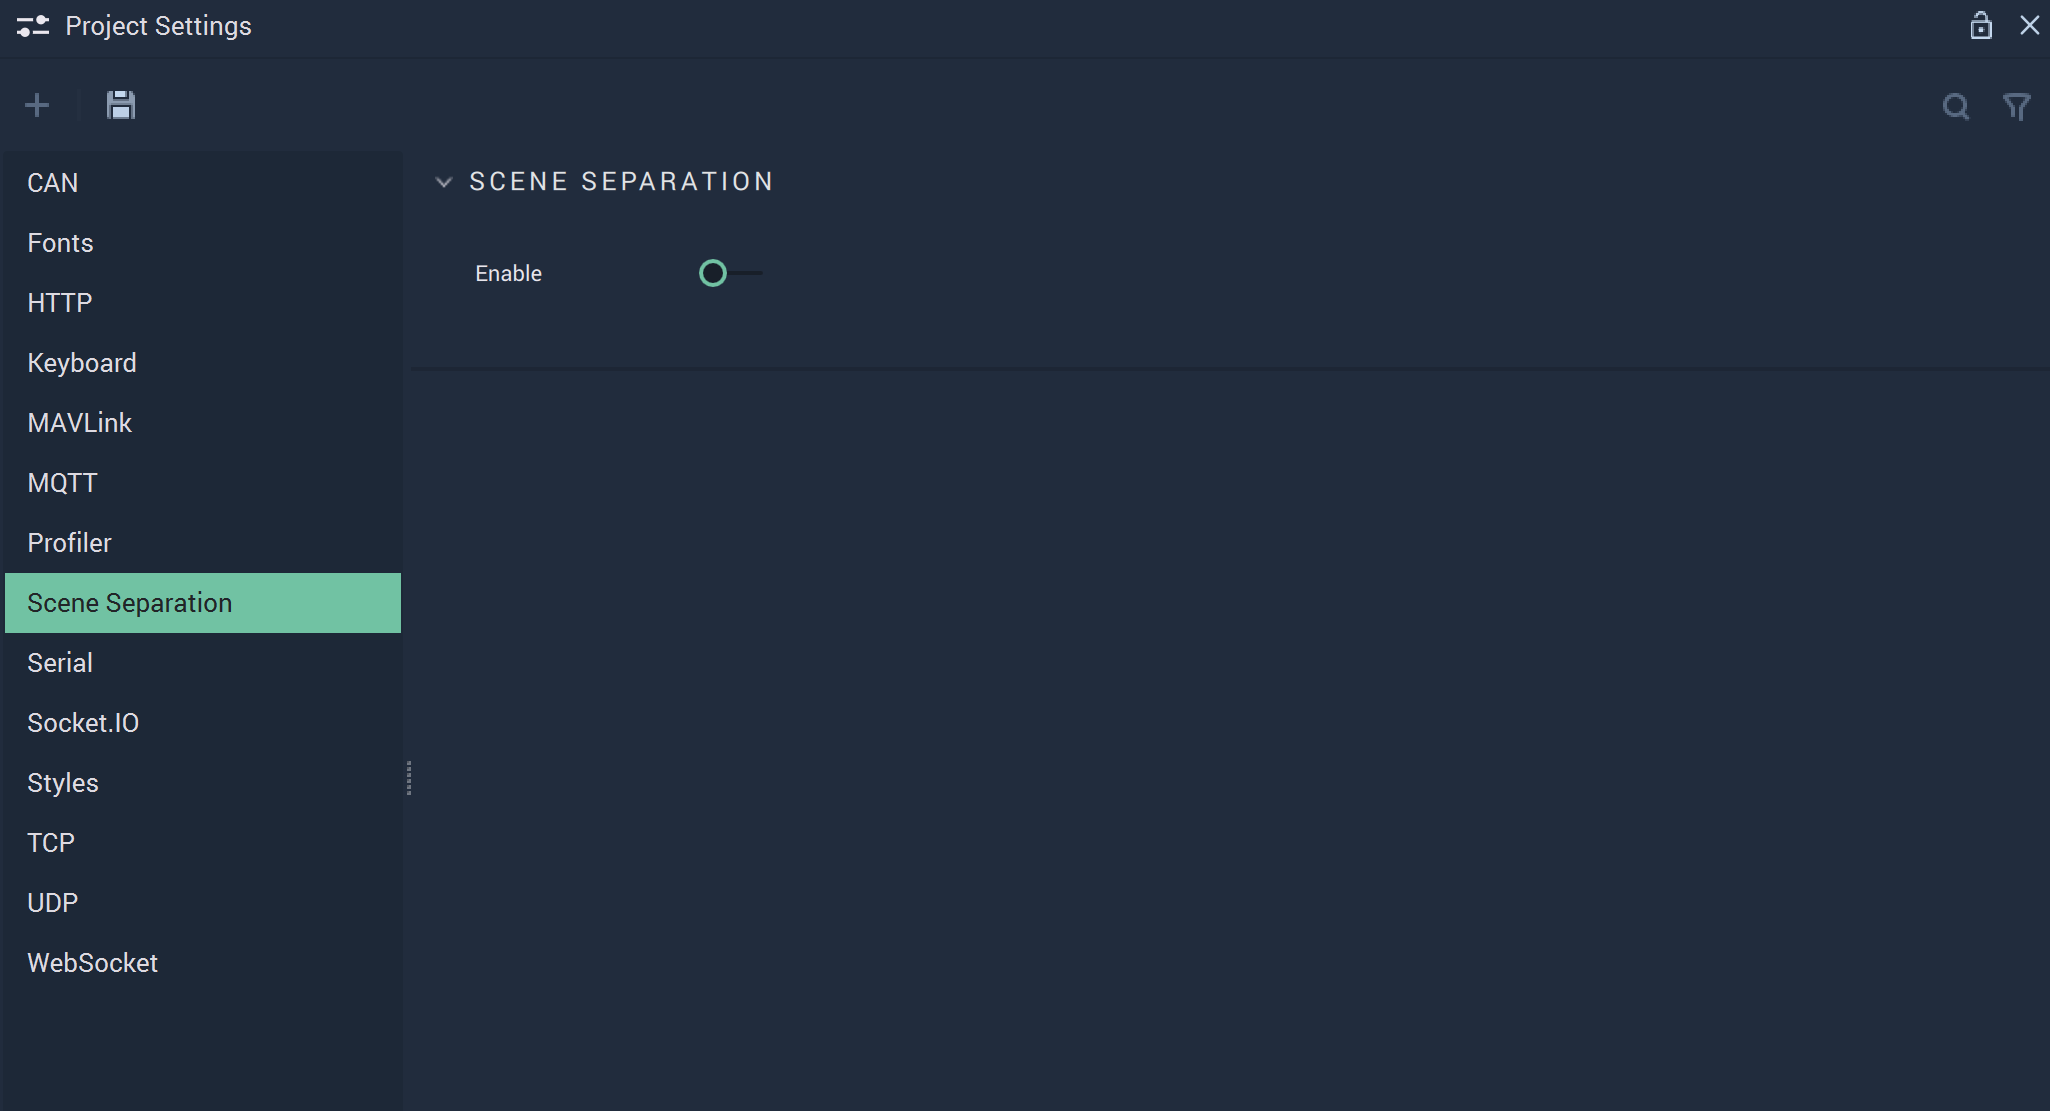 Project Settings
CAN
Fonts
HTTP
Keyboard
MAVLink
MQTT
Profiler
Scene Separation
Serial
Socket.IO
Styles
TCP
UDP
WebSocket
SCENE SEPARATION
Enable